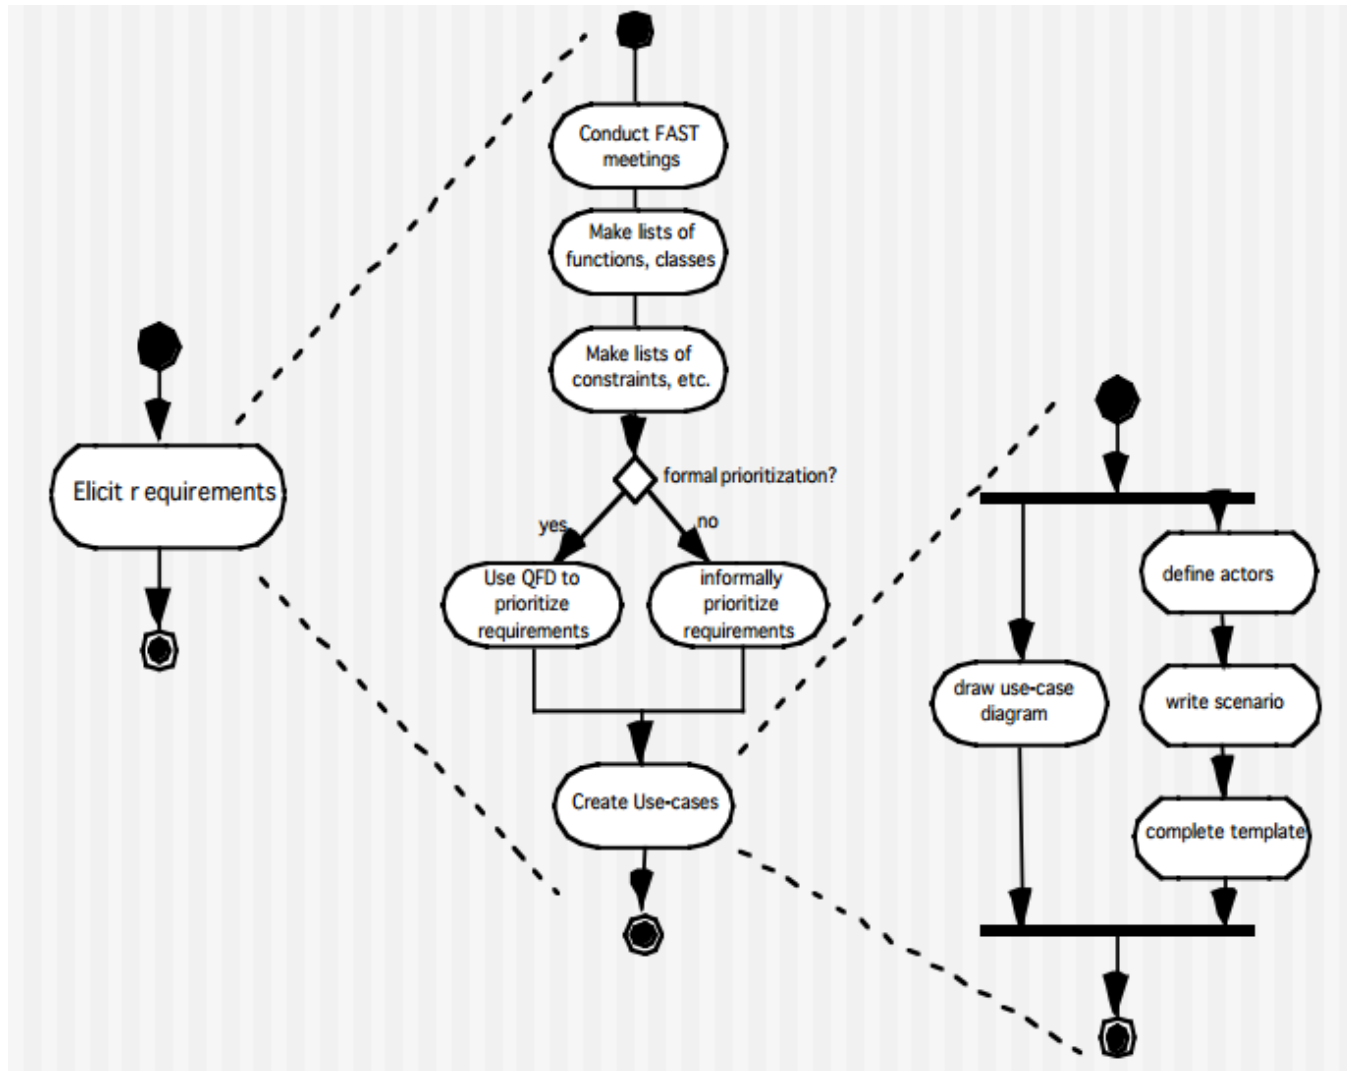 Elicit r equirements
Conduct FAST
meetings
Make lists of
functions, classes
Make lists of
constraints, etc.
formal prioritization?
yes
no
Use QFD to
prioritize
requirements
informally
prioritize
requirements
Create Use-cases
draw use-case
diagram
define actors
write scenario
complete template